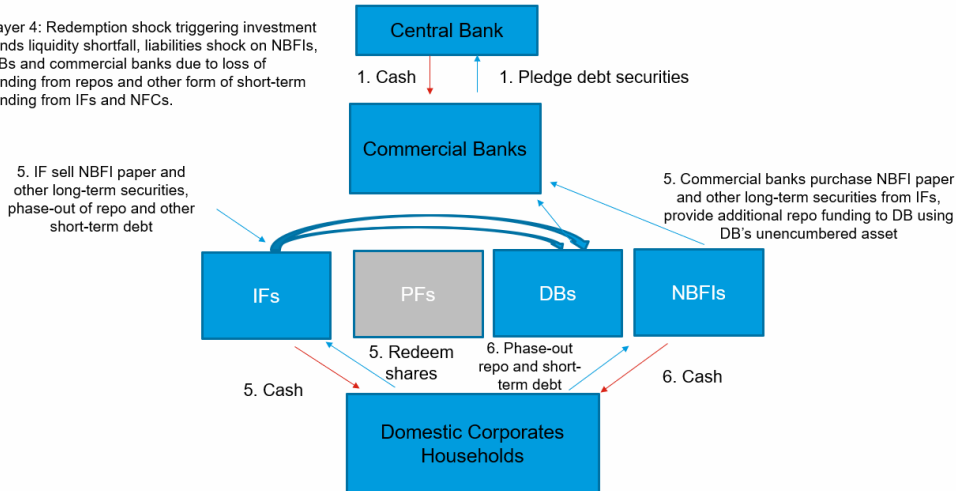 ayer 4: Redemption shock triggering investment
nds liquidity shortfall, liabilities shock on NBFIs,
Bs and commercial banks due to loss of
nding from repos and other form of short-term
nding from IFs and NFCs.
Central Bank
1. Cash
1. Pledge debt securities
Commercial Banks
5. IF sell NBFI paper and
other long-term securities,
phase-out of repo and other
short-term debt
5. Commercial banks purchase NBFI paper
and other long-term securities from IFs,
provide additional repo funding to DB using
DB's unencumbered asset
IFs
PFs
DBs
NBFIs
5. Cash
5. Redeem
shares
6. Phase-out
repo and short-
term debt
6. Cash
Domestic Corporates
Households